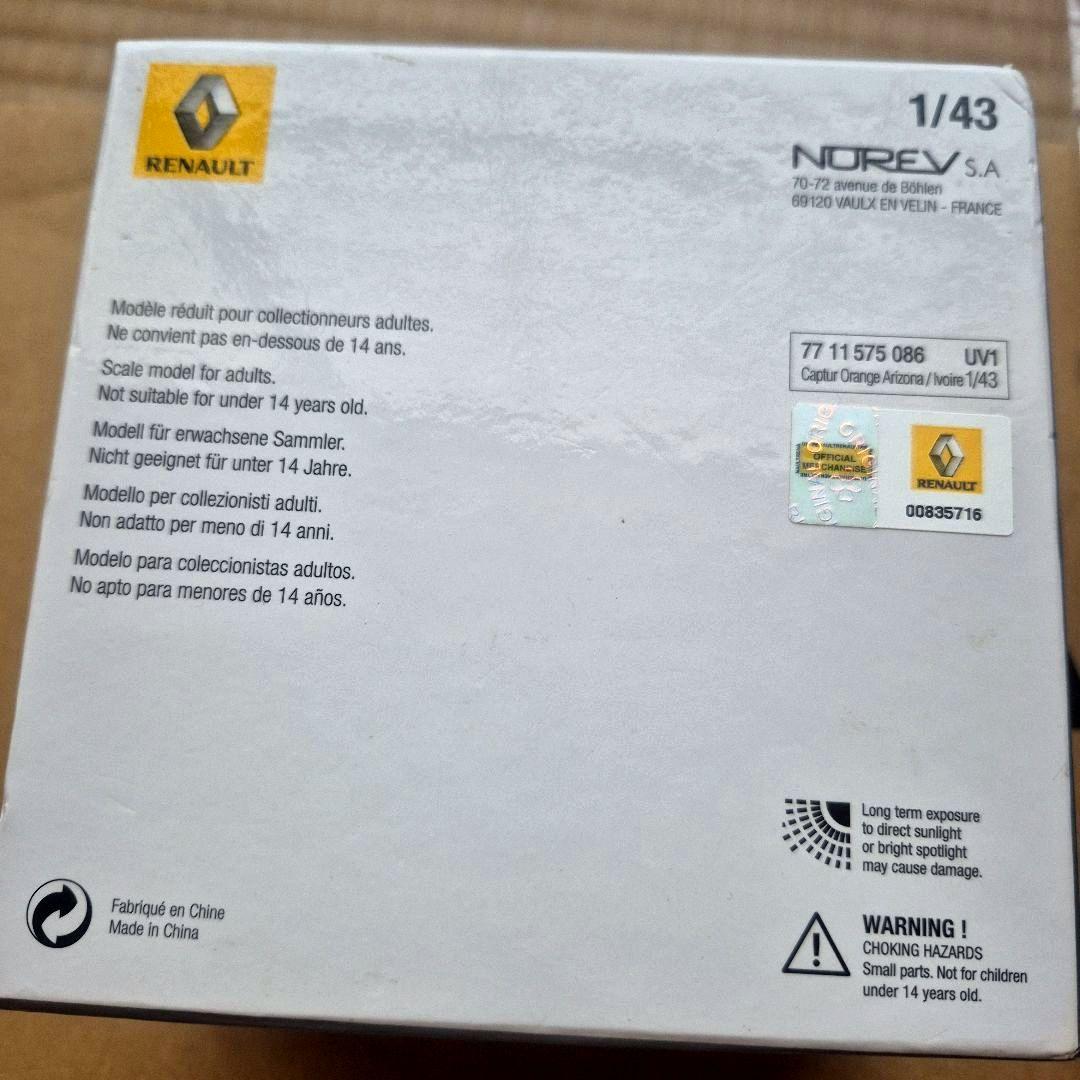 RENAULT
1/43
NOREV S.A
70-72 avenue de Böhlen
69120 VAULX EN VELIN - FRANCE
Modèle réduit pour collectionneurs adultes.
Ne convient pas en-dessous de 14 ans.
Scale model for adults.
Not suitable for under 14 years old.
Modell für erwachsene Sammler.
Nicht geeignet für unter 14 Jahre.
Modello per collezionisti adulti.
Non adatto per meno di 14 anni.
Modelo para coleccionistas adultos.
No apto para menores de 14 años.
77 11 575 086 UV1
Captur Orange Arizona / Ivoire 1/43
OFFICIAL
MERCHANDISE
RENAULT
00835716
Long term exposure
to direct sunlight
or bright spotlight
may cause damage.
Fabriqué en Chine
Made in China
WARNING !
CHOKING HAZARDS
Small parts. Not for children
under 14 years old.